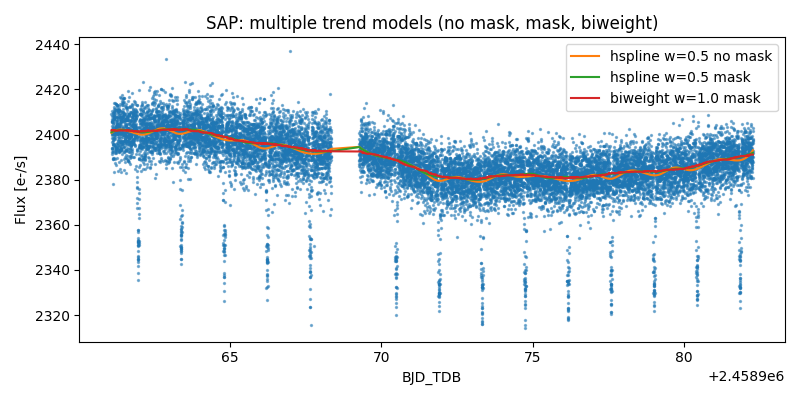 SAP: multiple trend models (no mask, mask, biweight)
hspline w=0.5 no mask
hspline w=0.5 mask
biweight w=1.0 mask
Flux [e-/s]
2440
2420
2400
2380
2360
2340
2320
65
70
75
80
BJD_TDB
+2.4589e6